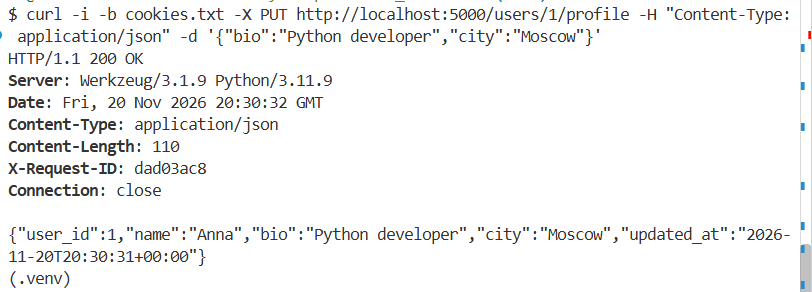 $ curl -i -b cookies.txt -X PUT http://localhost:5000/users/1/profile -H "Content-Type:
 application/json" -d '{"bio":"Python developer","city":"Moscow"}'
HTTP/1.1 200 OK
Server: Werkzeug/3.1.9 Python/3.11.9
Date: Fri, 20 Nov 2026 20:30:32 GMT
Content-Type: application/json
Content-Length: 110
X-Request-ID: dad03ac8
Connection: close

{"user_id":1,"name":"Anna","bio":"Python developer","city":"Moscow","updated_at":"2026-
11-20T20:30:31+00:00"}
(.venv)